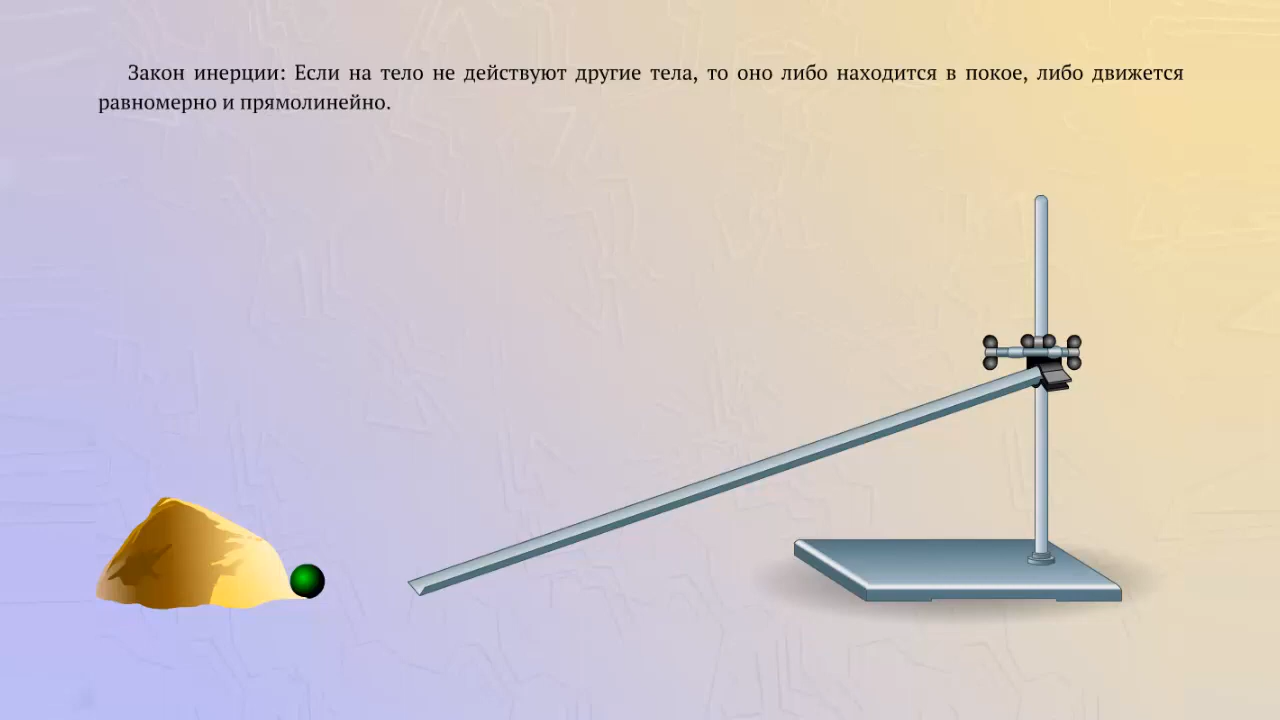 Закон инерции: Если на тело не действуют другие тела, то оно либо находится в покое, либо движется
равномерно и прямолинейно.